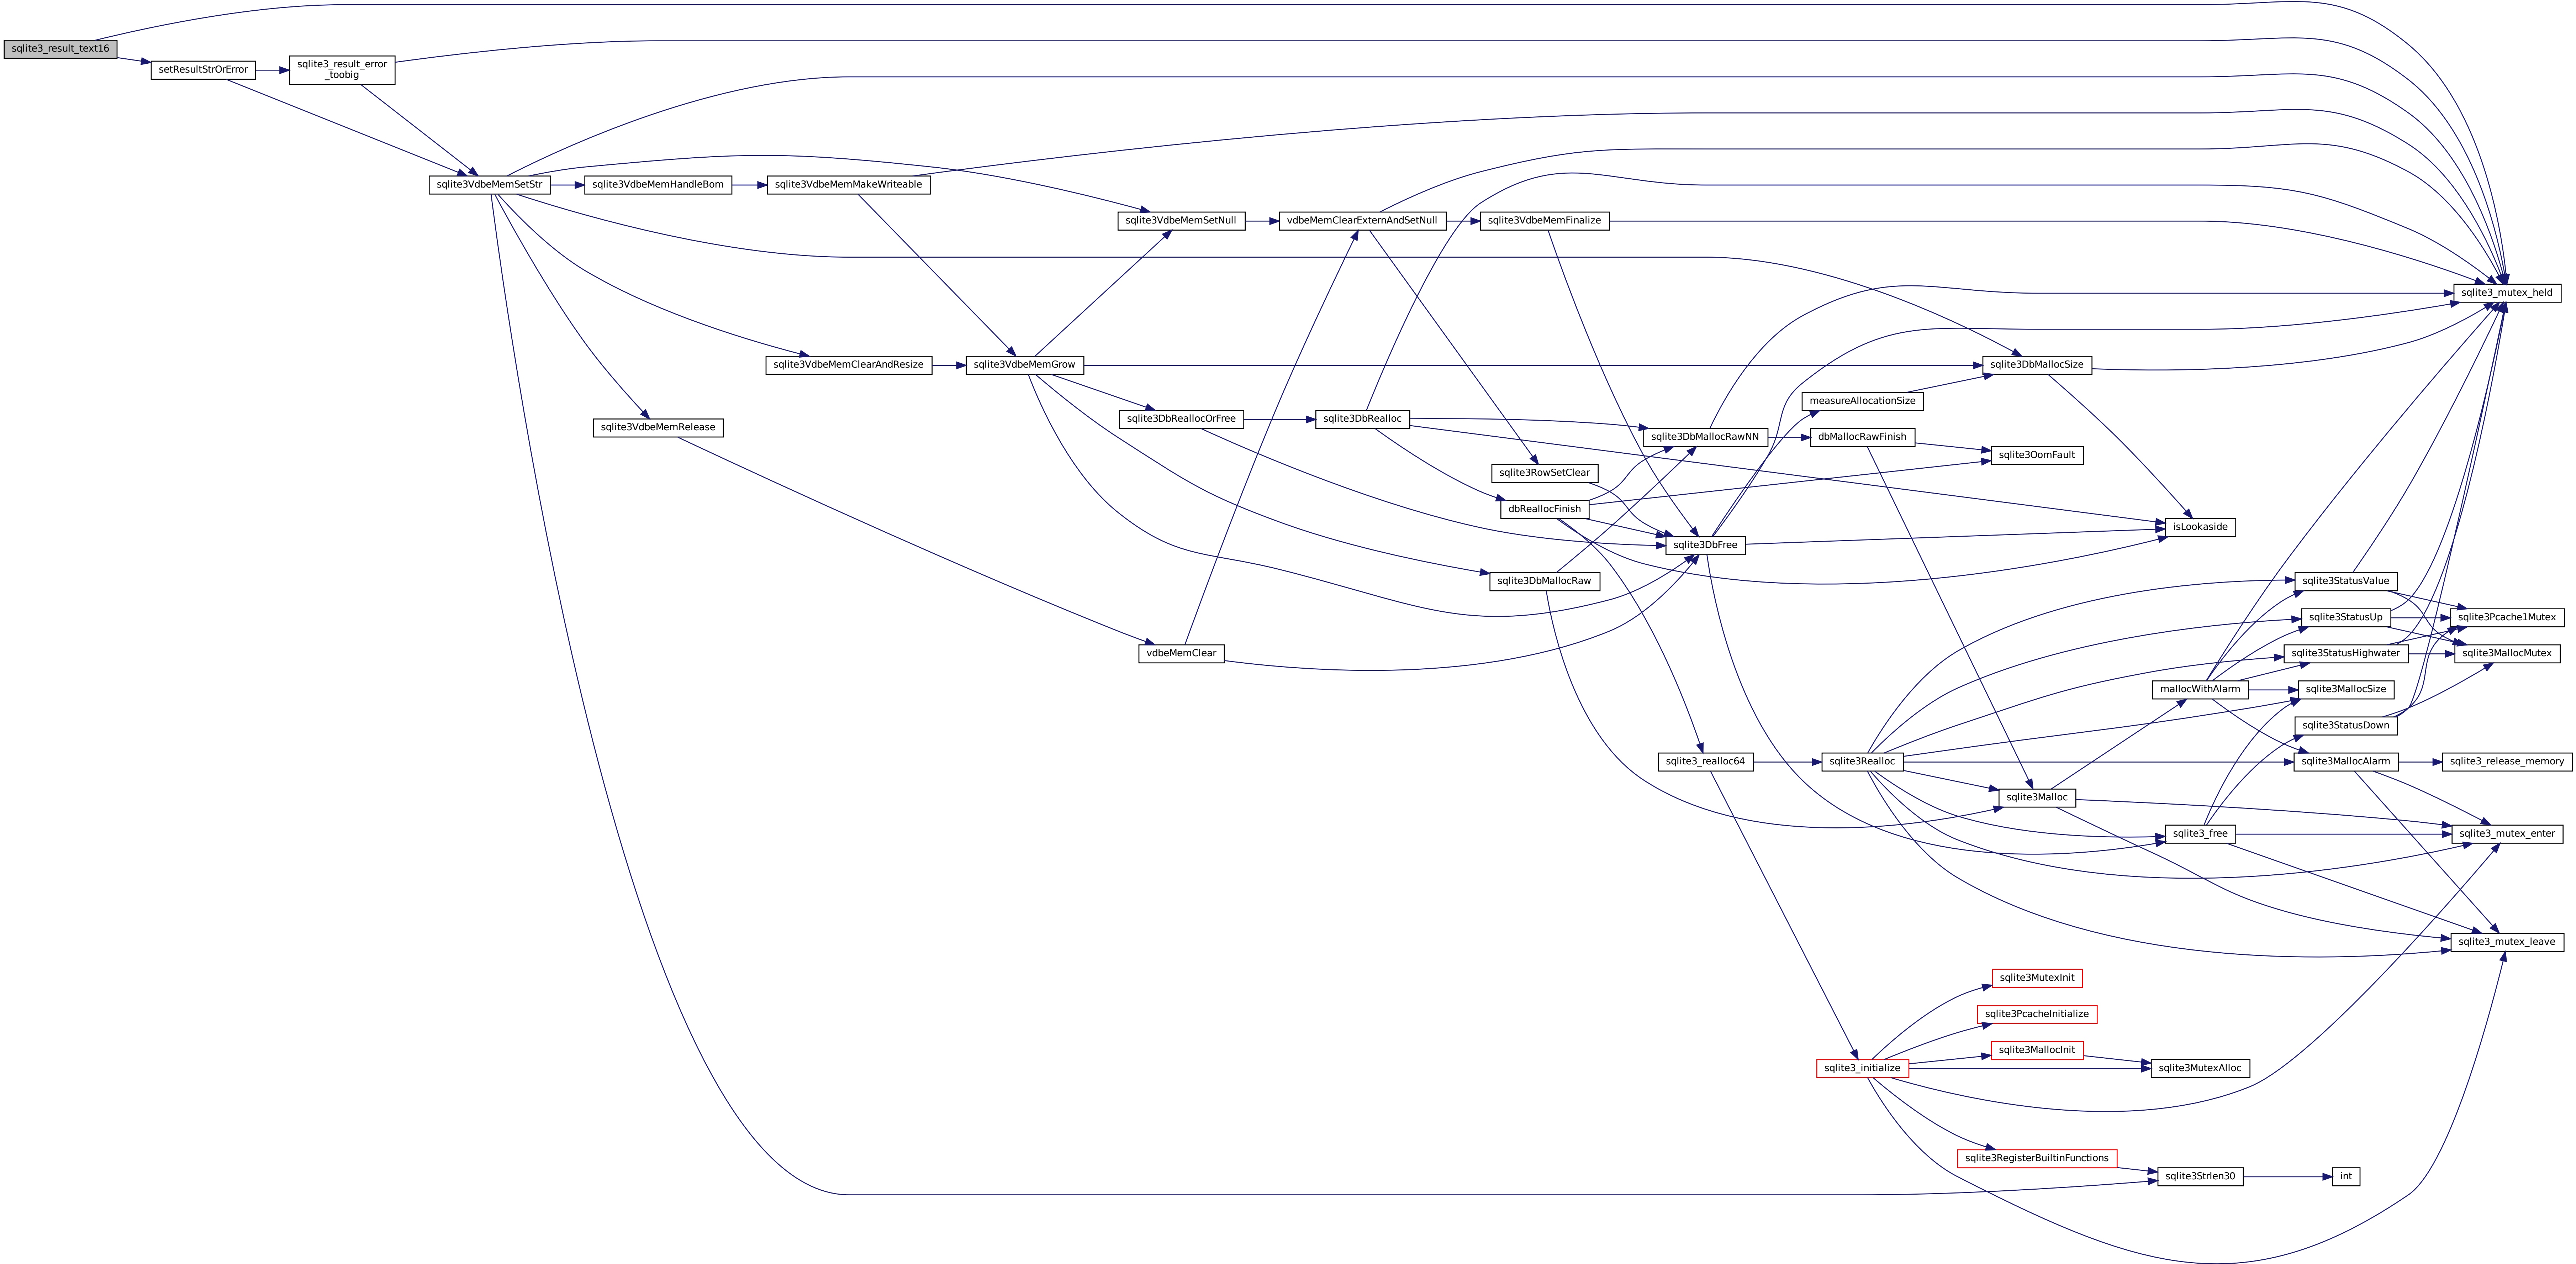 sqlite3_result_text16
setResultStrOrError
sqlite3_result_error
_toobig
sqlite3VdbeMemSetStr
sqlite3VdbeMemHandleBom
sqlite3VdbeMemMakeWriteable
sqlite3VdbeMemSetNull
vdbeMemClearExternAndSetNull
sqlite3VdbeMemFinalize
sqlite3_mutex_held
sqlite3VdbeMemClearAndResize
sqlite3VdbeMemGrow
sqlite3DbMallocSize
measureAllocationSize
sqlite3VdbeMemRelease
sqlite3DbReallocOrFree
sqlite3DbRealloc
sqlite3DbMallocRawNN
dbMallocRawFinish
sqlite3OomFault
sqlite3RowSetClear
dbReallocFinish
isLookaside
sqlite3DbFree
sqlite3DbMallocRaw
sqlite3StatusValue
sqlite3StatusUp
sqlite3Pcache1Mutex
vdbeMemClear
sqlite3StatusHighwater
sqlite3MallocMutex
mallocWithAlarm
sqlite3MallocSize
sqlite3StatusDown
sqlite3_realloc64
sqlite3Realloc
sqlite3MallocAlarm
sqlite3_release_memory
sqlite3Malloc
sqlite3_free
sqlite3_mutex_enter
sqlite3_mutex_leave
sqlite3MutexInit
sqlite3PcacheInitialize
sqlite3MallocInit
sqlite3_initialize
sqlite3MutexAlloc
sqlite3RegisterBuiltinFunctions
sqlite3Strlen30
int